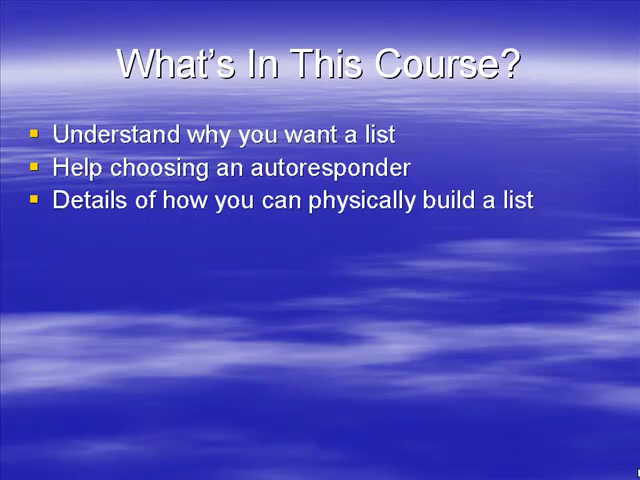 What's In This Course?
Understand why you want a list
Help choosing an autoresponder
Details of how you can physically build a list